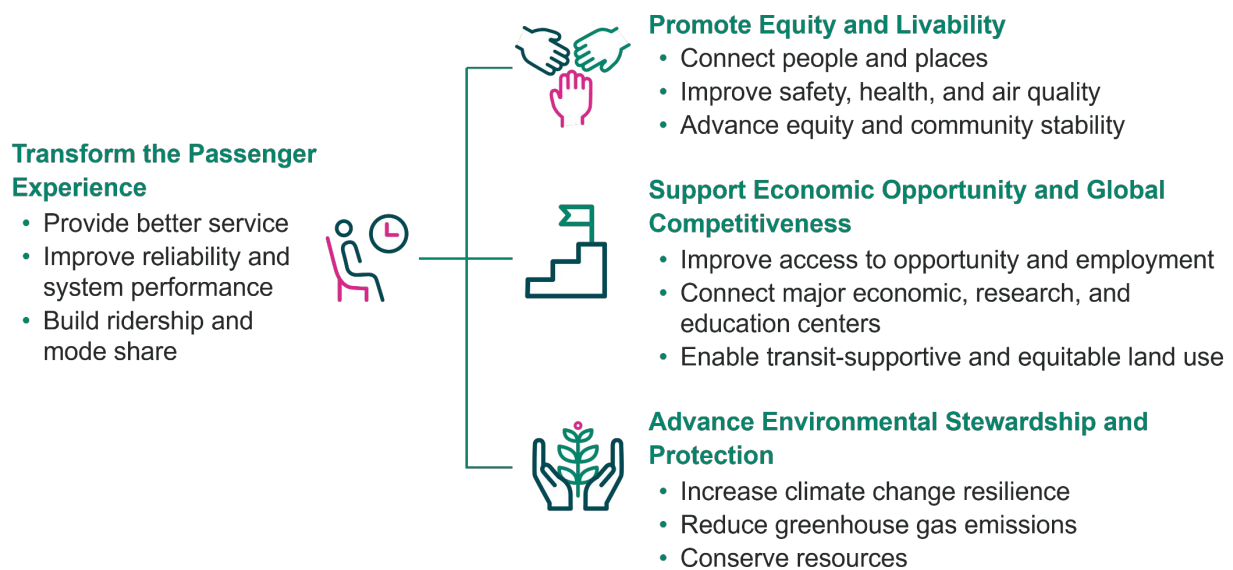 Transform the Passenger
Experience
• Provide better service
• Improve reliability and
system performance
• Build ridership and
mode share
Promote Equity and Livability
• Connect people and places
• Improve safety, health, and air quality
• Advance equity and community stability
Support Economic Opportunity and Global
Competitiveness
• Improve access to opportunity and employment
• Connect major economic, research, and
education centers
• Enable transit-supportive and equitable land use
Advance Environmental Stewardship and
Protection
• Increase climate change resilience
• Reduce greenhouse gas emissions
• Conserve resources